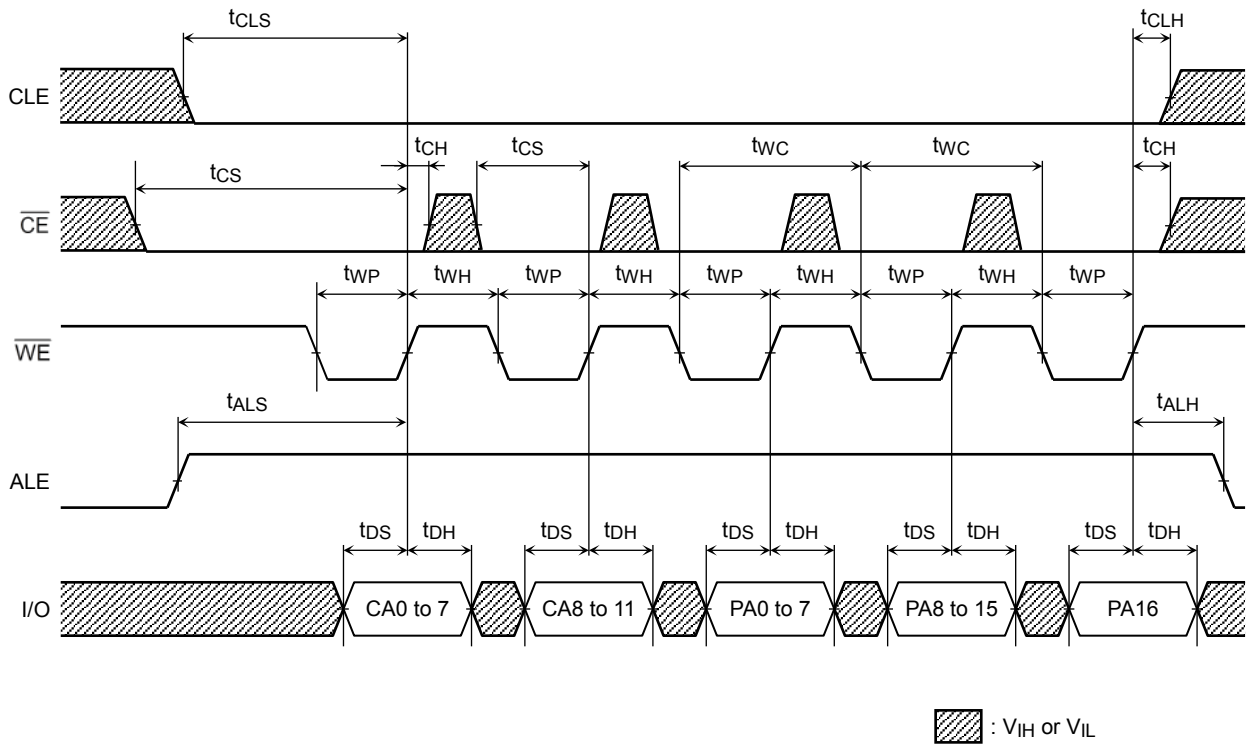 tCLS tCLH
CLE
tCH tCS tWC tWC tCH
tCS
CE
tWP tWH tWP tWH tWP tWH tWP tWH tWP
WE
tALS tALH
ALE
tDS tDH tDS tDH tDS tDH tDS tDH tDS tDH
I/O CA0 to 7 CA8 to 11 PA0 to 7 PA8 to 15 PA16
: VIH or VIL